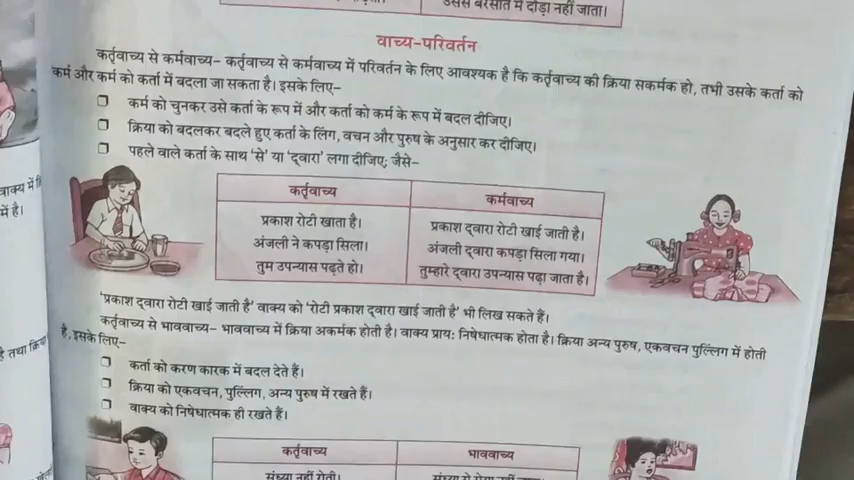 उससे बरसात में दौड़ा नहीं जाता।
वाच्य-परिवर्तन
कर्तृवाच्य से कर्मवाच्य– कर्तृवाच्य से कर्मवाच्य में परिवर्तन के लिए आवश्यक है कि कर्तृवाच्य की क्रिया सकर्मक हो, तभी उसके कर्ता को
कर्म और कर्म को कर्ता में बदला जा सकता है। इसके लिए–
❐ कर्म को चुनकर उसे कर्ता के रूप में और कर्ता को कर्म के रूप में बदल दीजिए।
❐ क्रिया को बदलकर बदले हुए कर्ता के लिंग, वचन और पुरुष के अनुसार कर दीजिए।
❐ पहले वाले कर्ता के साथ 'से' या 'द्वारा' लगा दीजिए; जैसे–
कर्तृवाच्य कर्मवाच्य
प्रकाश रोटी खाता है। प्रकाश द्वारा रोटी खाई जाती है।
अंजली ने कपड़ा सिला। अंजली द्वारा कपड़ा सिला गया।
तुम उपन्यास पढ़ते हो। तुम्हारे द्वारा उपन्यास पढ़ा जाता है।
'प्रकाश द्वारा रोटी खाई जाती है' वाक्य को 'रोटी प्रकाश द्वारा खाई जाती है' भी लिख सकते हैं।
कर्तृवाच्य से भाववाच्य– भाववाच्य में क्रिया अकर्मक होती है। वाक्य प्राय: निषेधात्मक होता है। क्रिया अन्य पुरुष, एकवचन पुल्लिंग में होती
है, इसके लिए–
❐ कर्ता को करण कारक में बदल देते हैं।
❐ क्रिया को एकवचन, पुल्लिंग, अन्य पुरुष में रखते हैं।
❐ वाक्य को निषेधात्मक ही रखते हैं।
कर्तृवाच्य भाववाच्य
संध्या नहीं रोती।
वाक्य में
में है।
है तथा